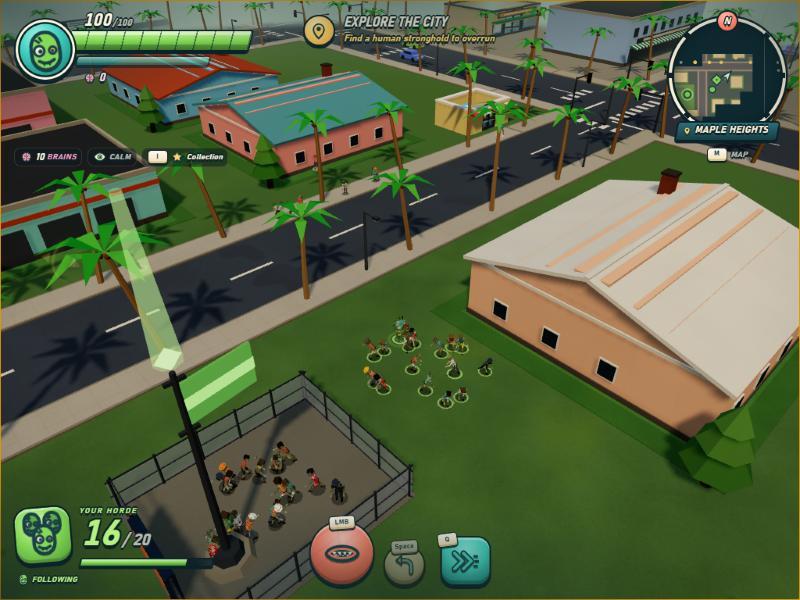 100/100
EXPLORE THE CITY
Find a human stronghold to overrun
N
0
MAPLE HEIGHTS
10 BRAINS
CALM
I
Collection
M
MAP
YOUR HORDE
16/20
FOLLOWING
LMB
Space
Q